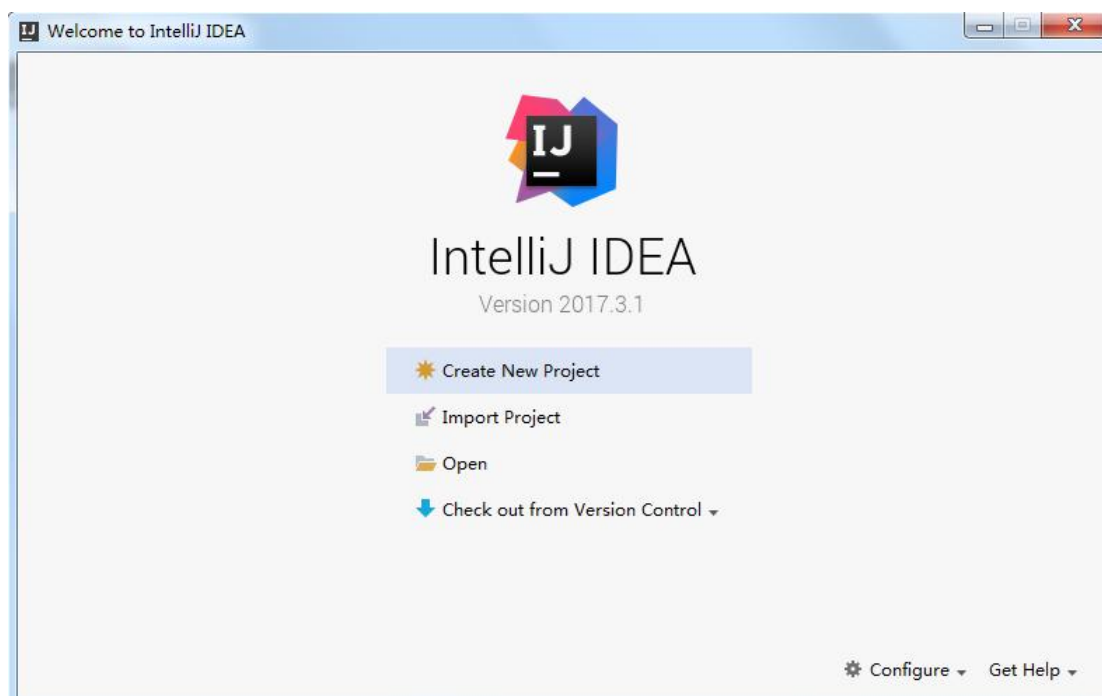 Welcome to IntelliJ IDEA
IJ
IntelliJ IDEA
Version 2017.3.1
Create New Project
Import Project
Open
Check out from Version Control
Configure Get Help